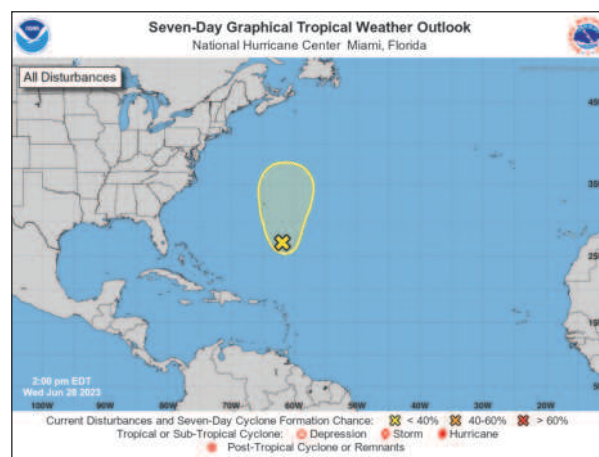 Seven-Day Graphical Tropical Weather Outlook
National Hurricane Center Miami, Florida
All Disturbances
25N
2:00 pm EDT
Wed Jun 28 2023
100W 90W 80W 70W 60W 50W 40W 30W 20W
Current Disturbances and Seven-Day Cyclone Formation Chance: < 40% 40-60% > 60%
Tropical or Sub-Tropical Cyclone: Depression Storm Hurricane
Post-Tropical Cyclone or Remnants